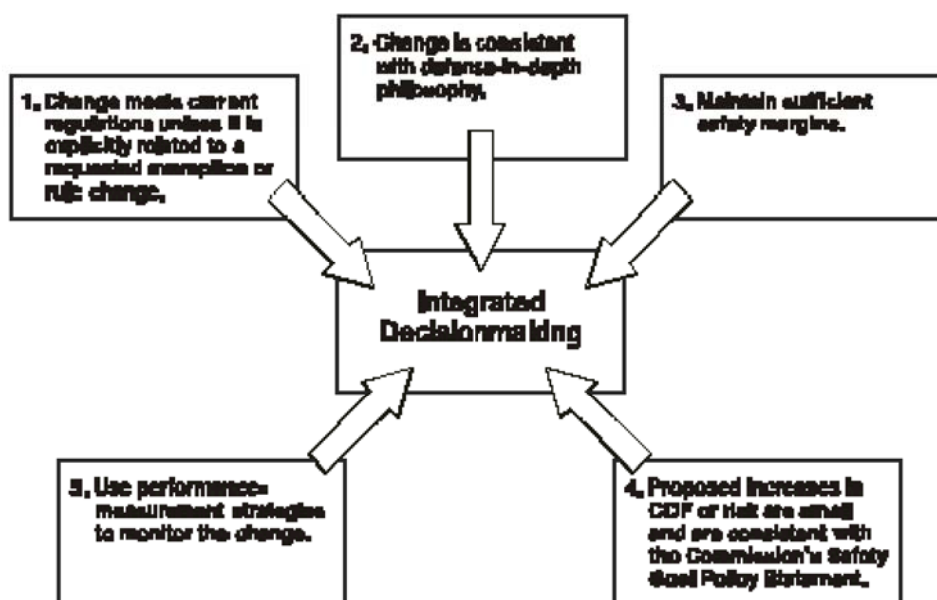 2. Change is consistent
with defense-in-depth
philosophy.
1. Change meets current
regulations unless it is
explicitly related to a
requested exemption or
rule change.
3. Maintain sufficient
safety margins.
Integrated
Decisionmaking
5. Use performance-
measurement strategies
to monitor the change.
4. Proposed increases in
CDF or risk are small
and are consistent with
the Commission's Safety
Goal Policy Statement.